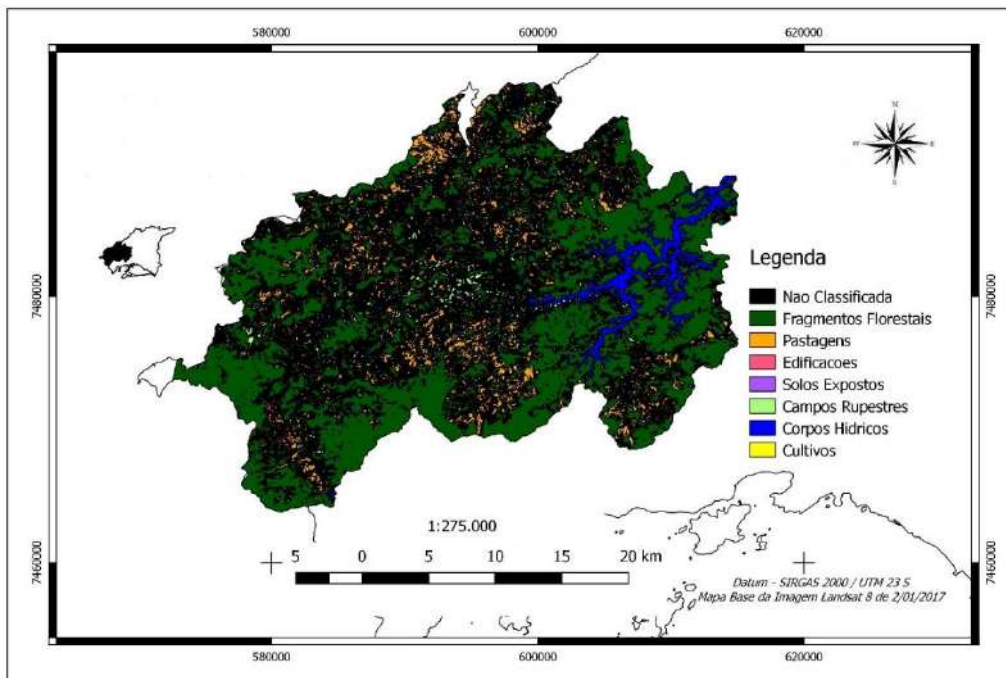 580000
600000
620000
N
W
E
S
7480000
7480000
Legenda
Nao Classificada
Fragmentos Florestais
Pastagens
Edificacoes
Solos Expostos
Campos Rupestres
Corpos Hidricos
Cultivos
1:275.000
5 0 5 10 15 20 km
7460000
7460000
Datum - SIRGAS 2000 / UTM 23 S
Mapa Base da Imagem Landsat 8 de 2/01/2017
580000
600000
620000